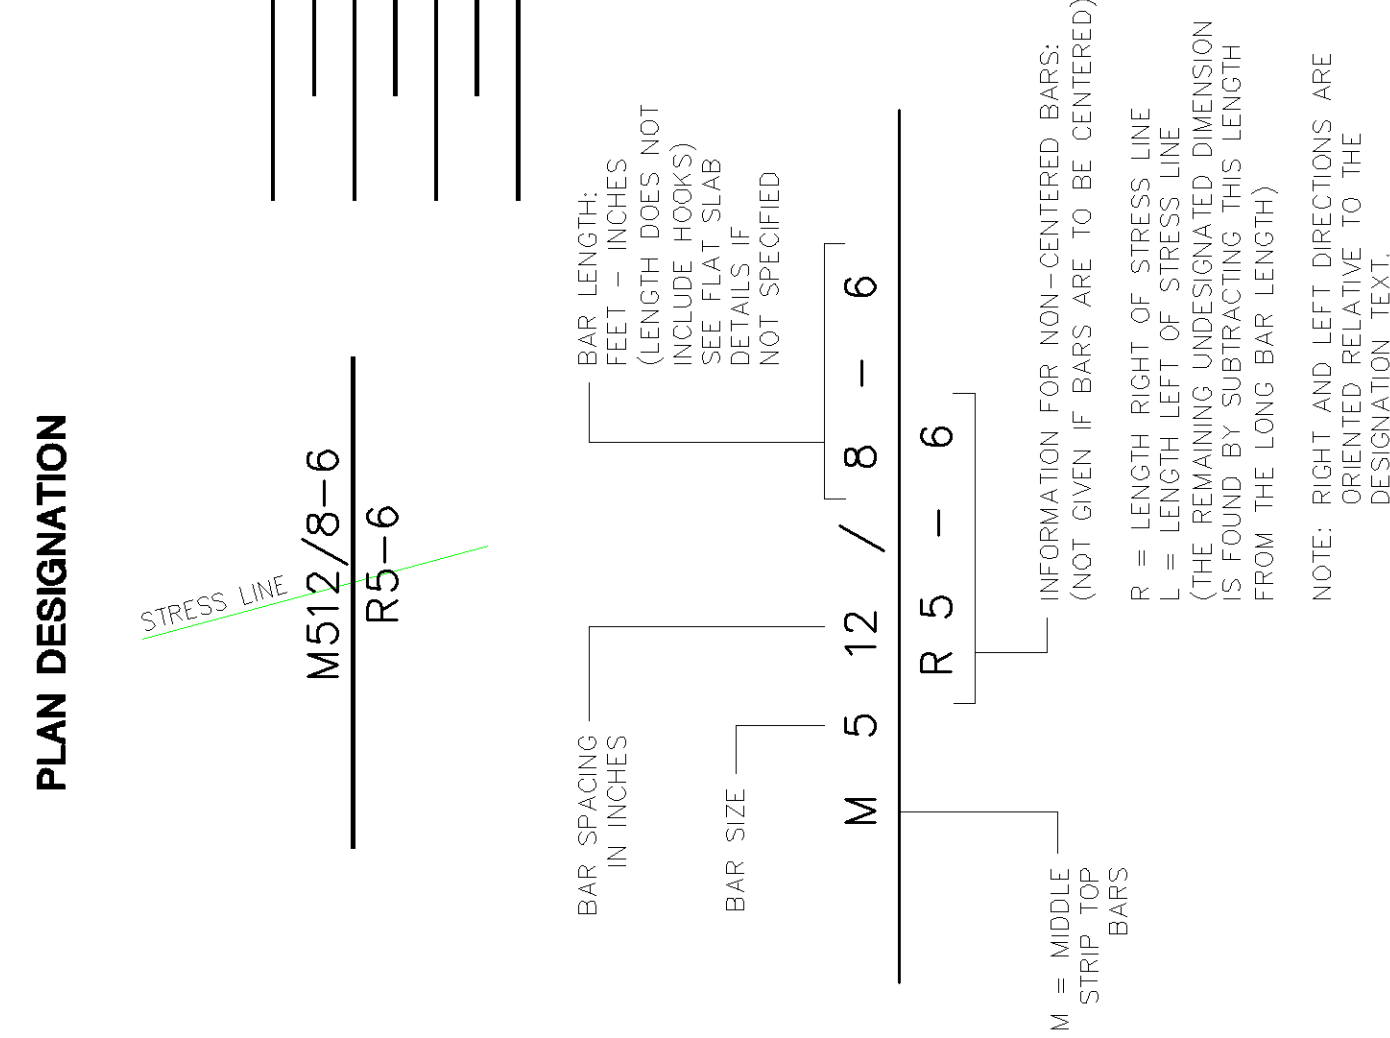 PLAN DESIGNATION
STRESS LINE
M512/8-6
R5-6
BAR SPACING
IN INCHES
BAR SIZE
BAR LENGTH:
FEET - INCHES
(LENGTH DOES NOT
INCLUDE HOOKS)
SEE FLAT SLAB
DETAILS IF
NOT SPECIFIED
M 5 12 / 8 - 6
R 5 - 6
M = MIDDLE
STRIP TOP
BARS
INFORMATION FOR NON-CENTERED BARS:
(NOT GIVEN IF BARS ARE TO BE CENTERED)
R = LENGTH RIGHT OF STRESS LINE
L = LENGTH LEFT OF STRESS LINE
(THE REMAINING UNDESIGNATED DIMENSION
IS FOUND BY SUBTRACTING THIS LENGTH
FROM THE LONG BAR LENGTH)
NOTE: RIGHT AND LEFT DIRECTIONS ARE
ORIENTED RELATIVE TO THE
DESIGNATION TEXT.